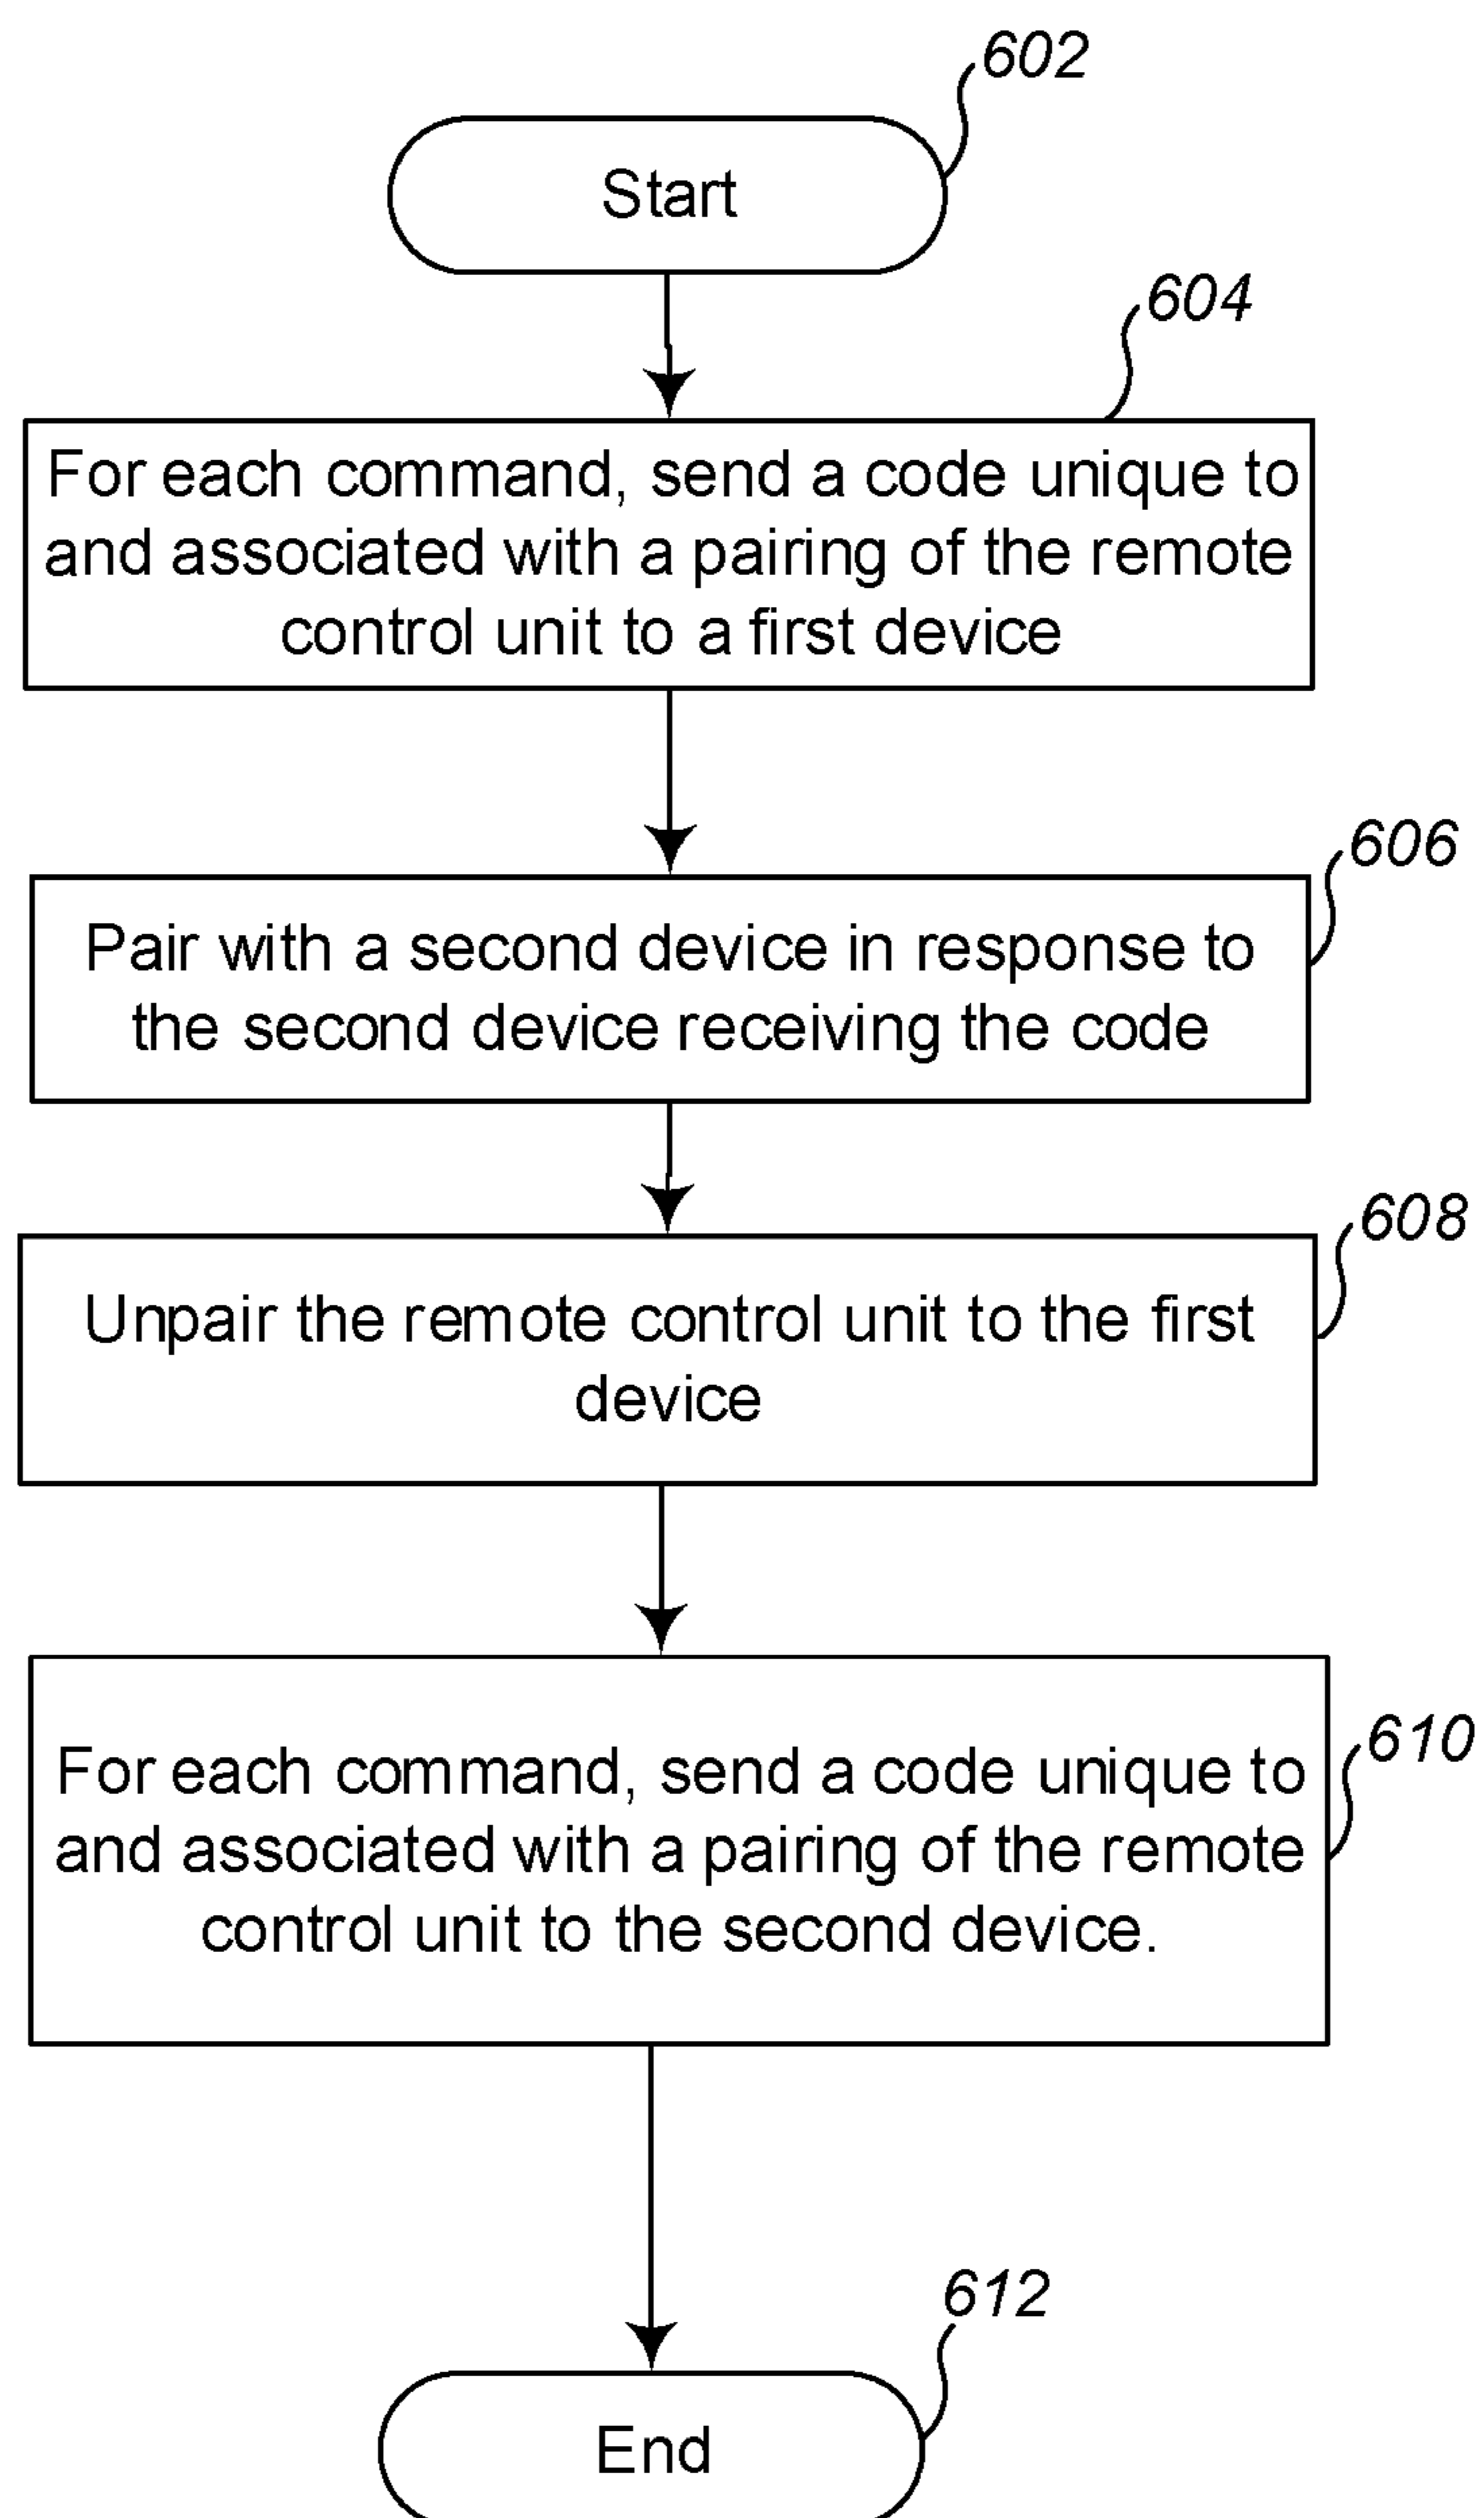 602
Start
604
For each command, send a code unique to
and associated with a pairing of the remote
control unit to a first device
606
Pair with a second device in response to
the second device receiving the code
608
Unpair the remote control unit to the first
device
610
For each command, send a code unique to
and associated with a pairing of the remote
control unit to the second device.
612
End